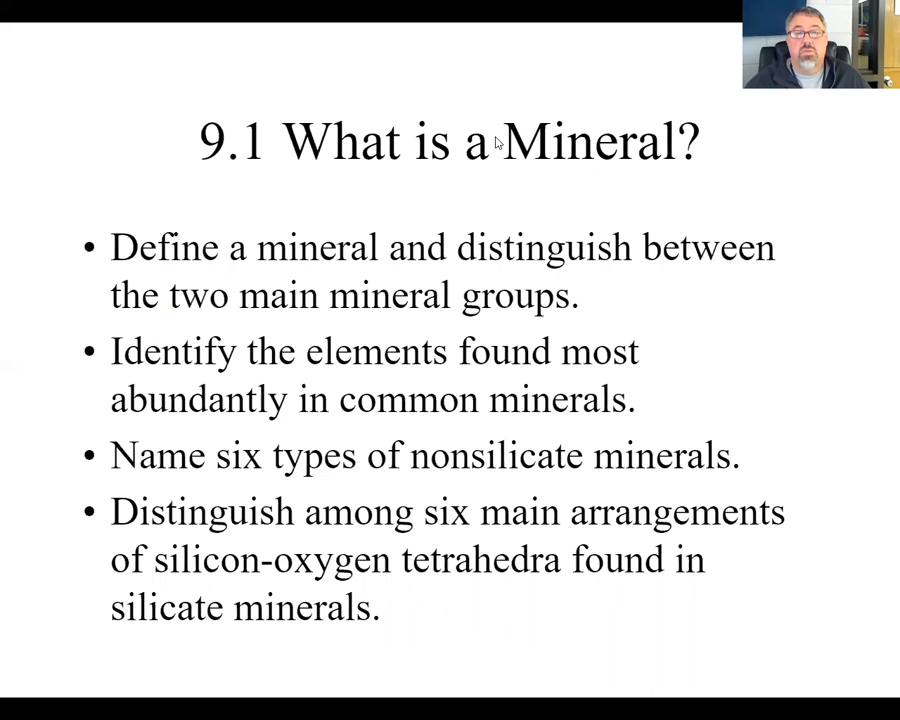 9.1 What is a Mineral?
• Define a mineral and distinguish between
the two main mineral groups.
• Identify the elements found most
abundantly in common minerals.
• Name six types of nonsilicate minerals.
• Distinguish among six main arrangements
of silicon-oxygen tetrahedra found in
silicate minerals.